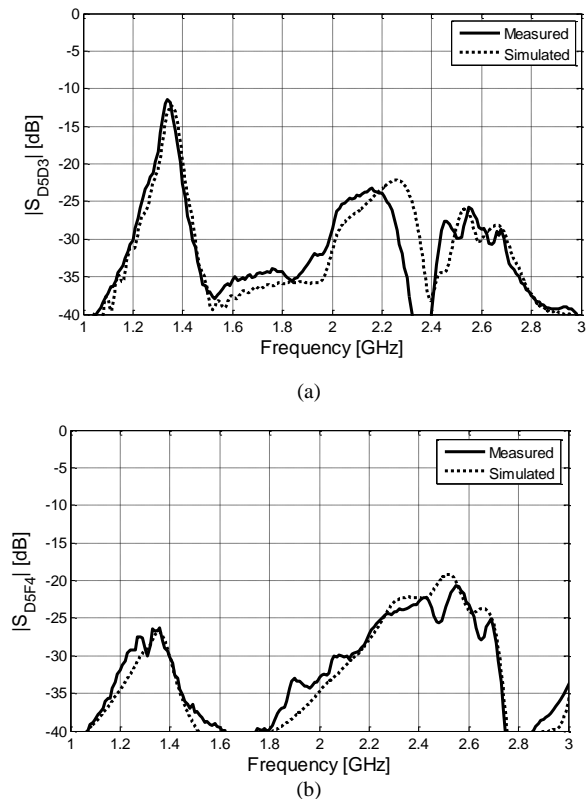 0
-5
-10
-15
-20
-25
-30
-35
-40
|S_D5D3| [dB]
Measured
Simulated
1 1.2 1.4 1.6 1.8 2 2.2 2.4 2.6 2.8 3
Frequency [GHz]
(a)
0
-5
-10
-15
-20
-25
-30
-35
-40
|S_D5F4| [dB]
Measured
Simulated
1 1.2 1.4 1.6 1.8 2 2.2 2.4 2.6 2.8 3
Frequency [GHz]
(b)